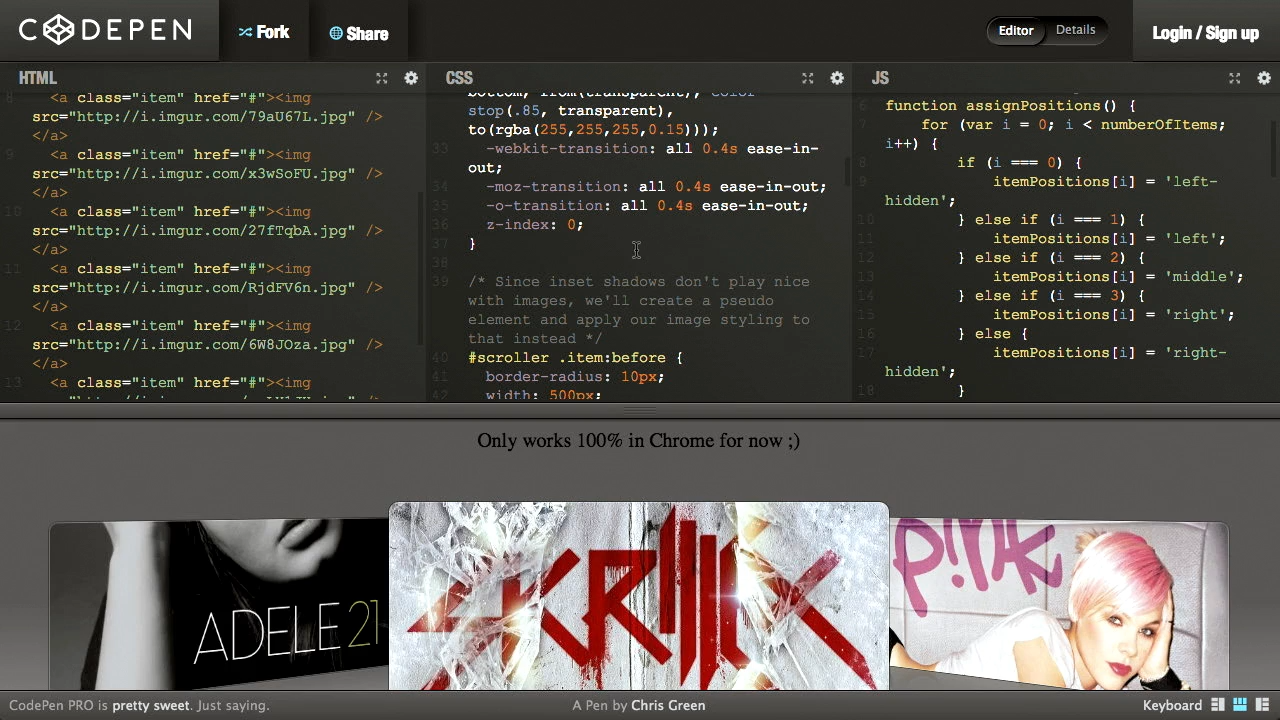 CODEPEN
Fork
Share
Editor
Details
Login / Sign up
HTML
8 <a class="item" href="#"><img
src="http://i.imgur.com/79aU67L.jpg" />
</a>
9 <a class="item" href="#"><img
src="http://i.imgur.com/x3wSoFU.jpg" />
</a>
10 <a class="item" href="#"><img
src="http://i.imgur.com/27fTqbA.jpg" />
</a>
11 <a class="item" href="#"><img
src="http://i.imgur.com/RjdFV6n.jpg" />
</a>
12 <a class="item" href="#"><img
src="http://i.imgur.com/6W8JOza.jpg" />
</a>
13 <a class="item" href="#"><img
CSS
bottom, from(transparent), color-
stop(.85, transparent),
to(rgba(255,255,255,0.15)));
33 -webkit-transition: all 0.4s ease-in-
out;
34 -moz-transition: all 0.4s ease-in-out;
35 -o-transition: all 0.4s ease-in-out;
36 z-index: 0;
37 }
38
39 /* Since inset shadows don't play nice
with images, we'll create a pseudo
element and apply our image styling to
that instead */
40 #scroller .item:before {
41 border-radius: 10px;
42 width: 500px;
JS
6 function assignPositions() {
7 for (var i = 0; i < numberOfItems;
i++) {
8 if (i === 0) {
9 itemPositions[i] = 'left-
hidden';
10 } else if (i === 1) {
11 itemPositions[i] = 'left';
12 } else if (i === 2) {
13 itemPositions[i] = 'middle';
14 } else if (i === 3) {
15 itemPositions[i] = 'right';
16 } else {
17 itemPositions[i] = 'right-
hidden';
18 }
Only works 100% in Chrome for now ;)
ADELE 21
SKRILLEX
P!NK
CodePen PRO is pretty sweet. Just saying.
A Pen by Chris Green
Keyboard